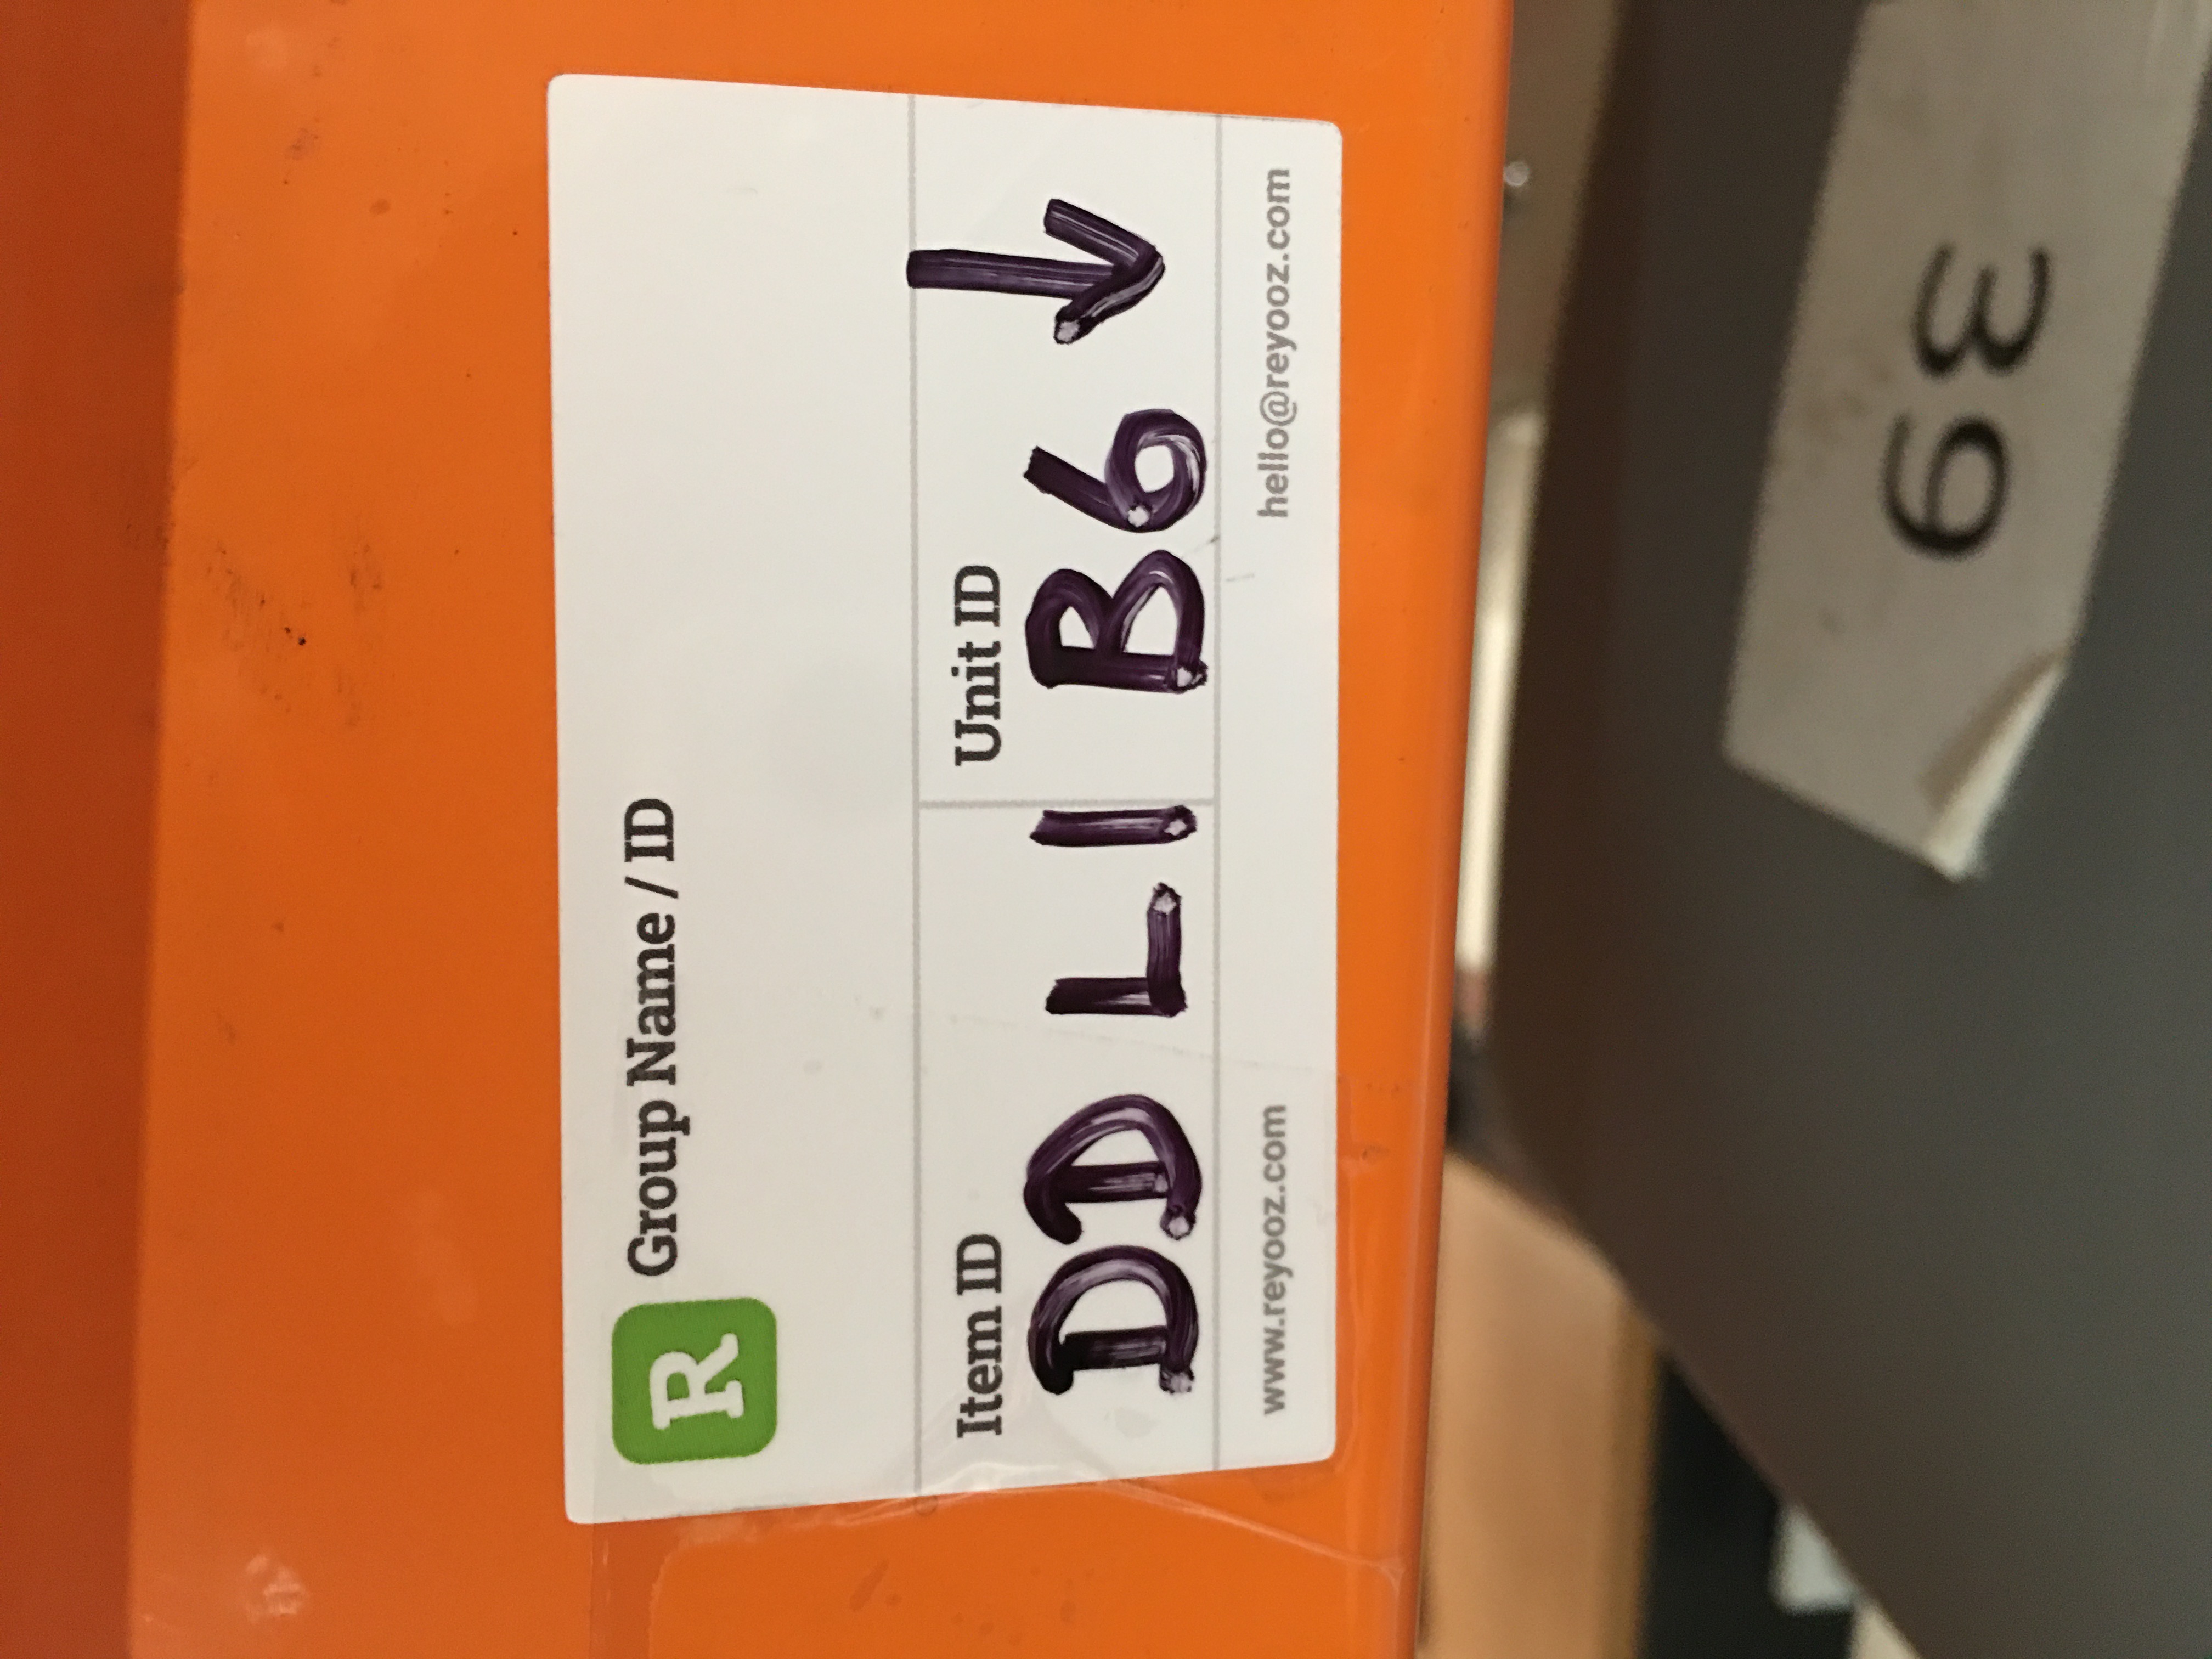 R Group Name / ID
Item ID Unit ID
DD L1 B6 ↓
www.reyooz.com hello@reyooz.com
39